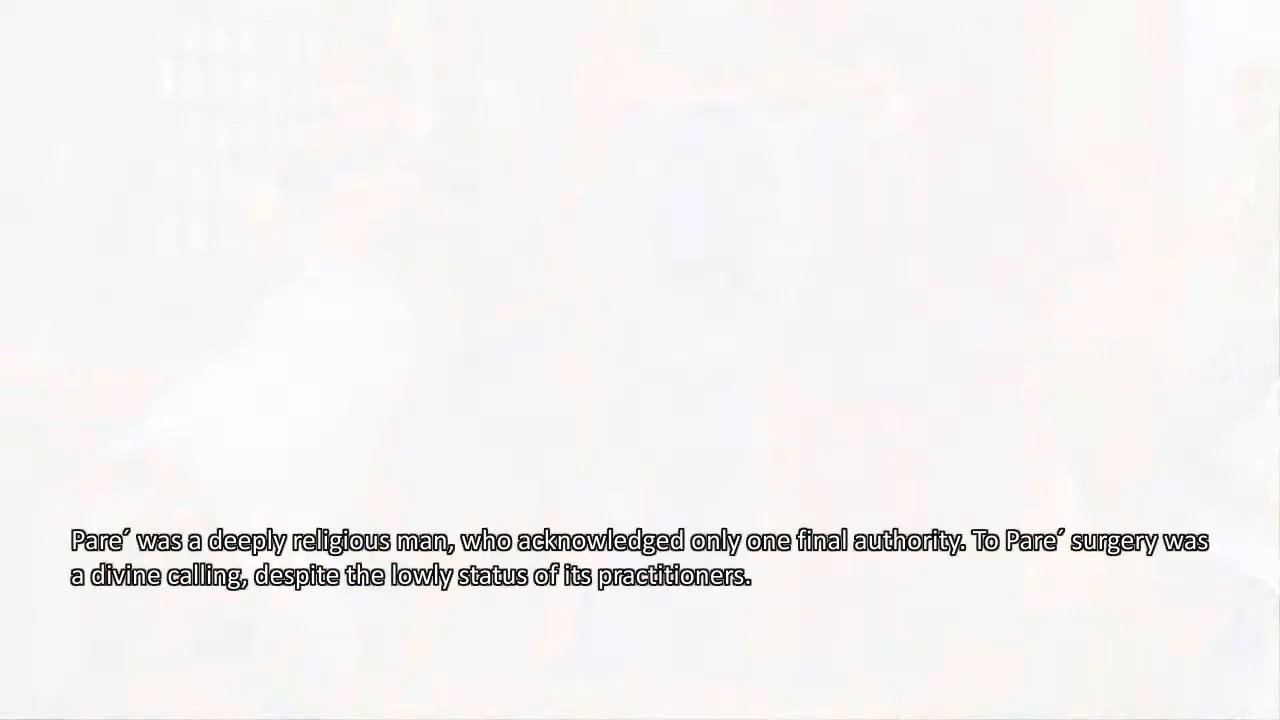 Pare´ was a deeply religious man, who acknowledged only one final authority. To Pare´ surgery was
a divine calling, despite the lowly status of its practitioners.